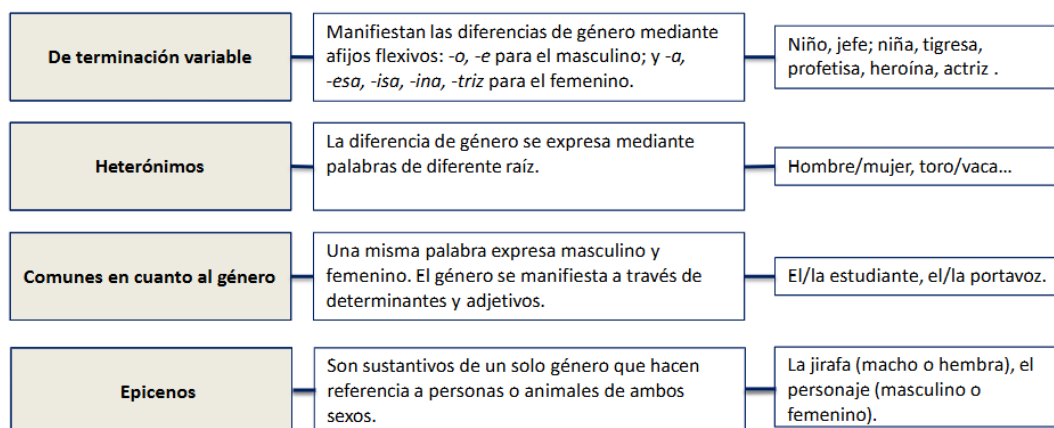 De terminación variable
Manifiestan las diferencias de género mediante
afijos flexivos: -o, -e para el masculino; y -a,
-esa, -isa, -ina, -triz para el femenino.
Niño, jefe; niña, tigresa,
profetisa, heroína, actriz .
Heterónimos
La diferencia de género se expresa mediante
palabras de diferente raíz.
Hombre/mujer, toro/vaca...
Comunes en cuanto al género
Una misma palabra expresa masculino y
femenino. El género se manifiesta a través de
determinantes y adjetivos.
El/la estudiante, el/la portavoz.
Epicenos
Son sustantivos de un solo género que hacen
referencia a personas o animales de ambos
sexos.
La jirafa (macho o hembra), el
personaje (masculino o
femenino).